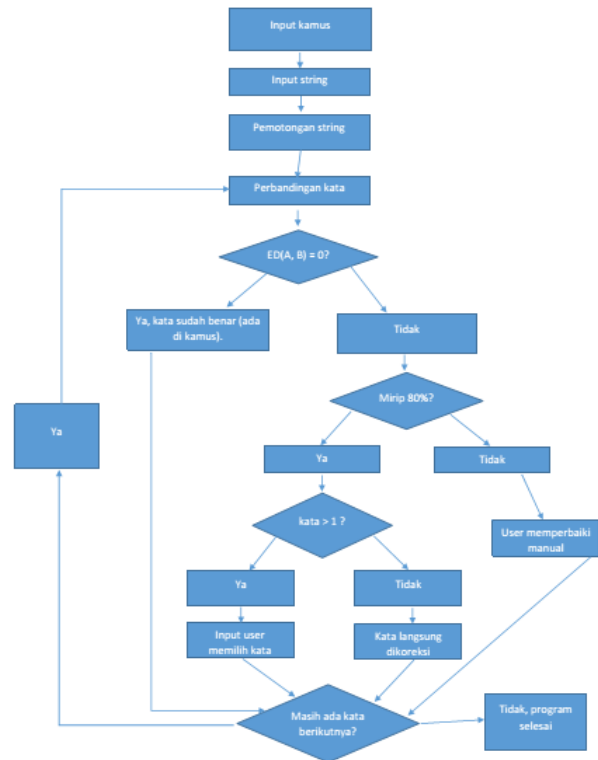 Input kamus
Input string
Pemotongan string
Perbandingan kata
ED(A, B) = 0?
Ya, kata sudah benar (ada
di kamus).
Tidak
Mirip 80%?
Ya
Ya
Tidak
kata > 1 ?
User memperbaiki
manual
Ya
Tidak
Input user
memilih kata
Kata langsung
dikoreksi
Masih ada kata
berikutnya?
Tidak, program
selesai